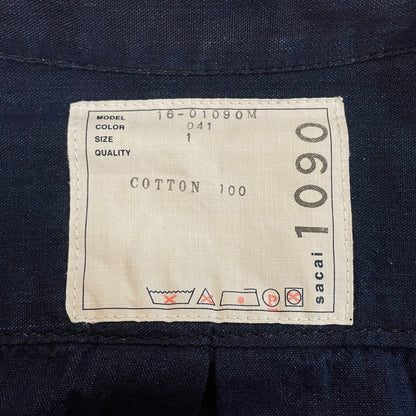 MODEL 16-01090M
COLOR 041
SIZE 1
QUALITY
COTTON 100
P
sacai 1090